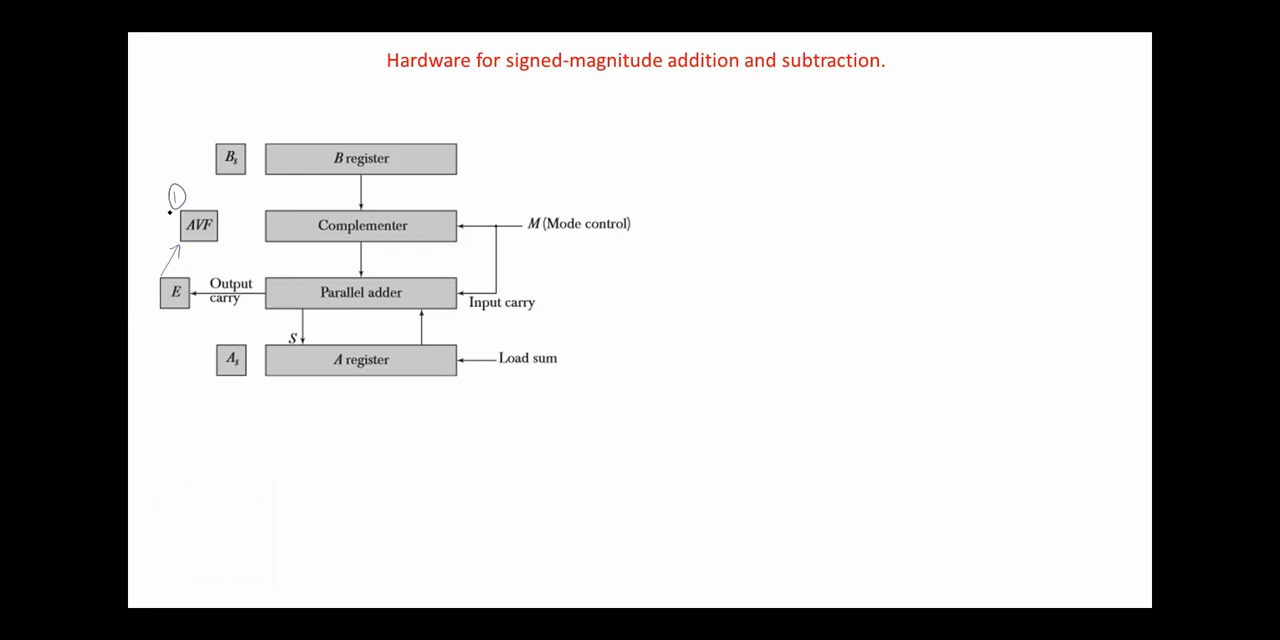 Hardware for signed-magnitude addition and subtraction.
Bs
B register
1
AVF
Complementer
M (Mode control)
E
Output
carry
Parallel adder
Input carry
S
As
A register
Load sum